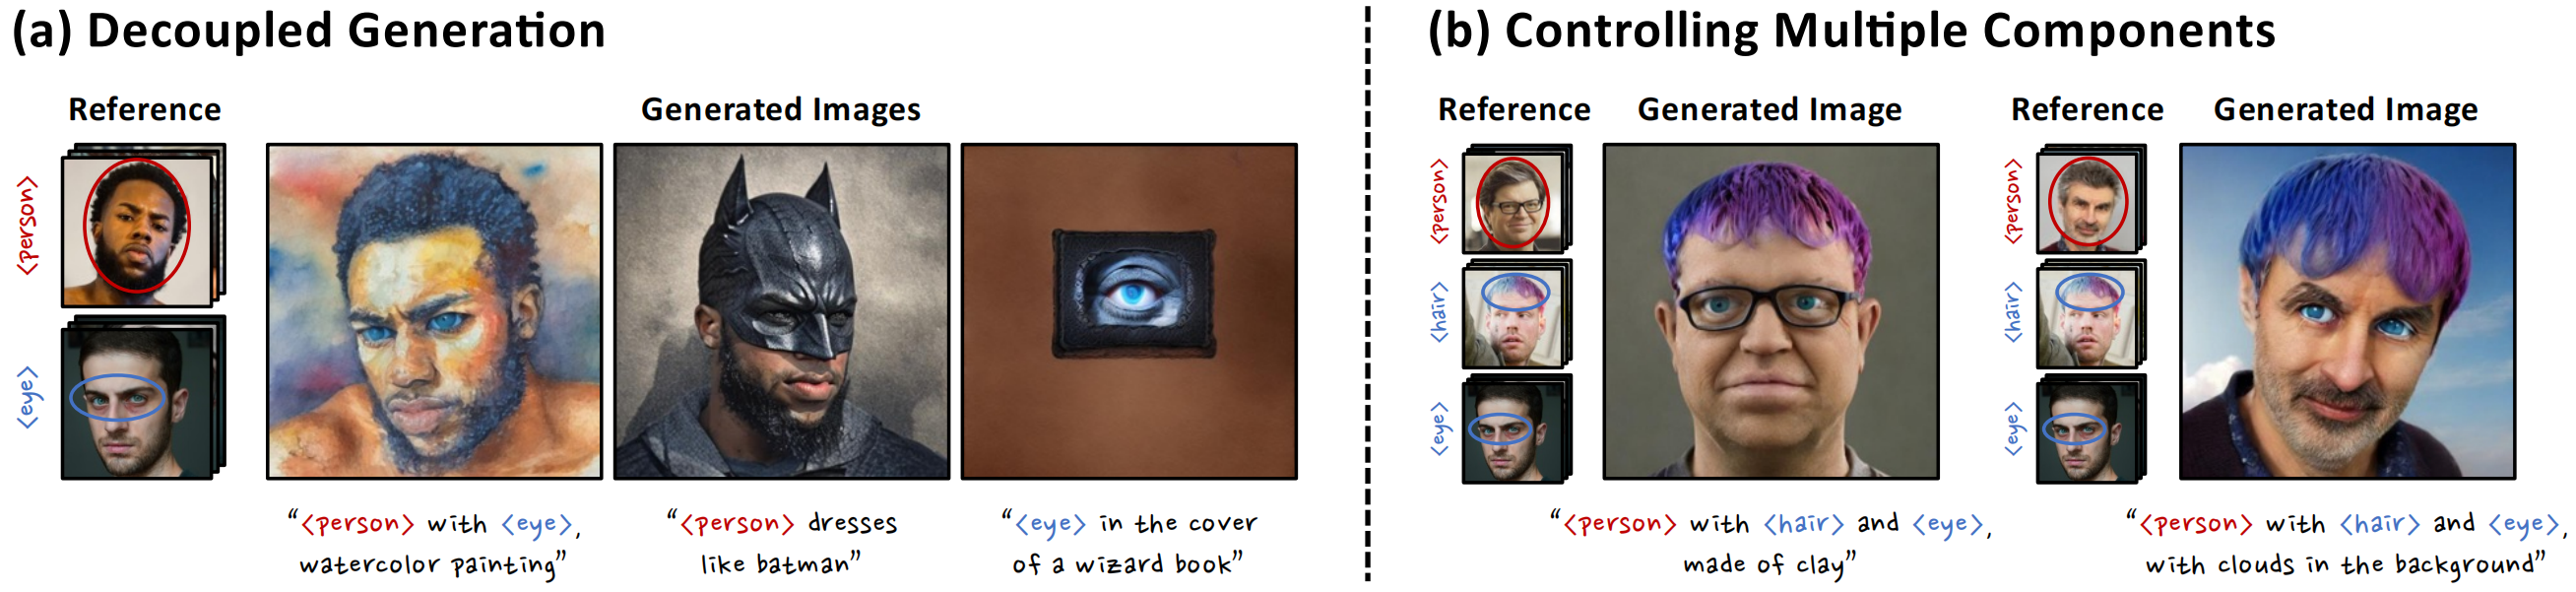 (a) Decoupled Generation
Reference
Generated Images
<person>
<eye>
“<person> with <eye>,
watercolor painting”
“<person> dresses
like batman”
“<eye> in the cover
of a wizard book”
(b) Controlling Multiple Components
Reference
Generated Image
<person>
<hair>
<eye>
“<person> with <hair> and <eye>,
made of clay”
Reference
Generated Image
<person>
<hair>
<eye>
“<person> with <hair> and <eye>,
with clouds in the background”